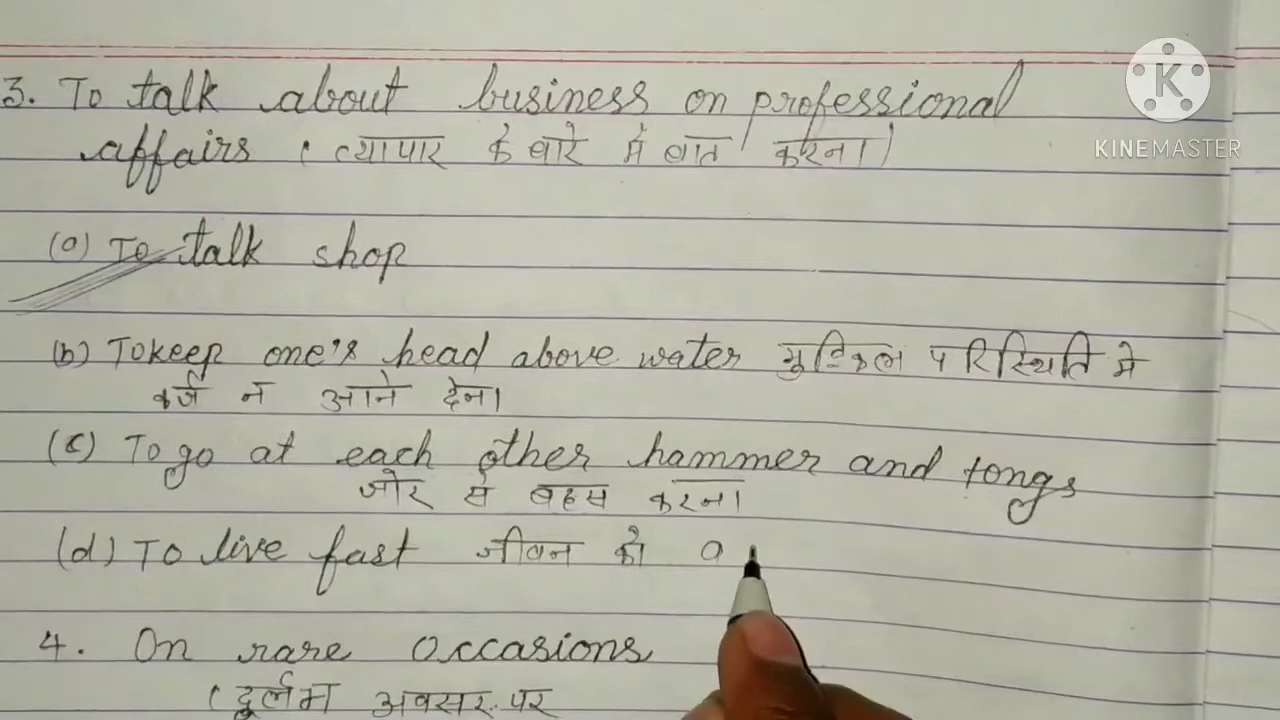 3. To talk about business on professional
affairs (व्यापार के बारे में बात करना)
(a) To talk shop
(b) To keep one's head above water मुश्किल परिस्थिति में
कर्ज न आने देना।
(c) To go at each other hammer and tongs
जोर से बहस करना।
(d) To live fast जीवन को
4. On rare occasions
(दुर्लभ अवसर पर
K
KINEMASTER